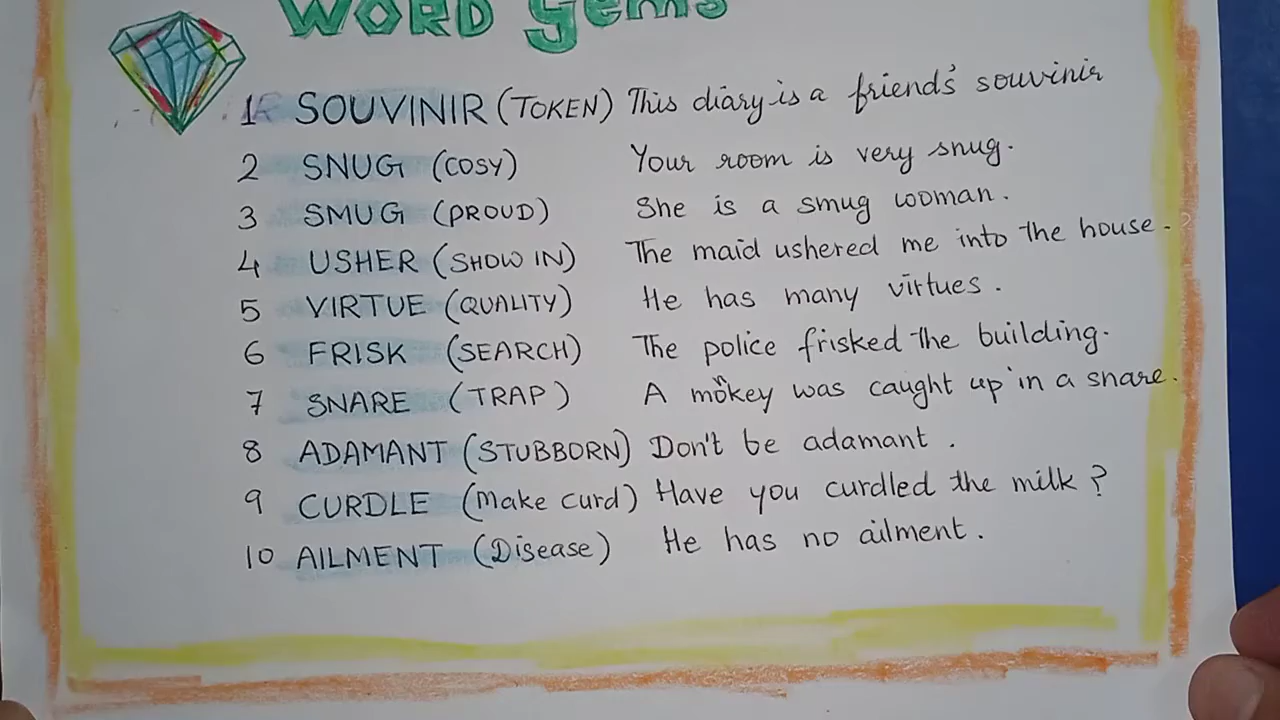 WORD Gems
1 SOUVINIR (TOKEN) This diary is a friend's souvinir
2 SNUG (COSY) Your room is very snug.
3 SMUG (PROUD) She is a smug woman.
4 USHER (SHOW IN) The maid ushered me into the house.
5 VIRTUE (QUALITY) He has many virtues.
6 FRISK (SEARCH) The police frisked the building.
7 SNARE (TRAP) A monkey was caught up in a snare.
8 ADAMANT (STUBBORN) Don't be adamant.
9 CURDLE (Make curd) Have you curdled the milk?
10 AILMENT (Disease) He has no ailment.